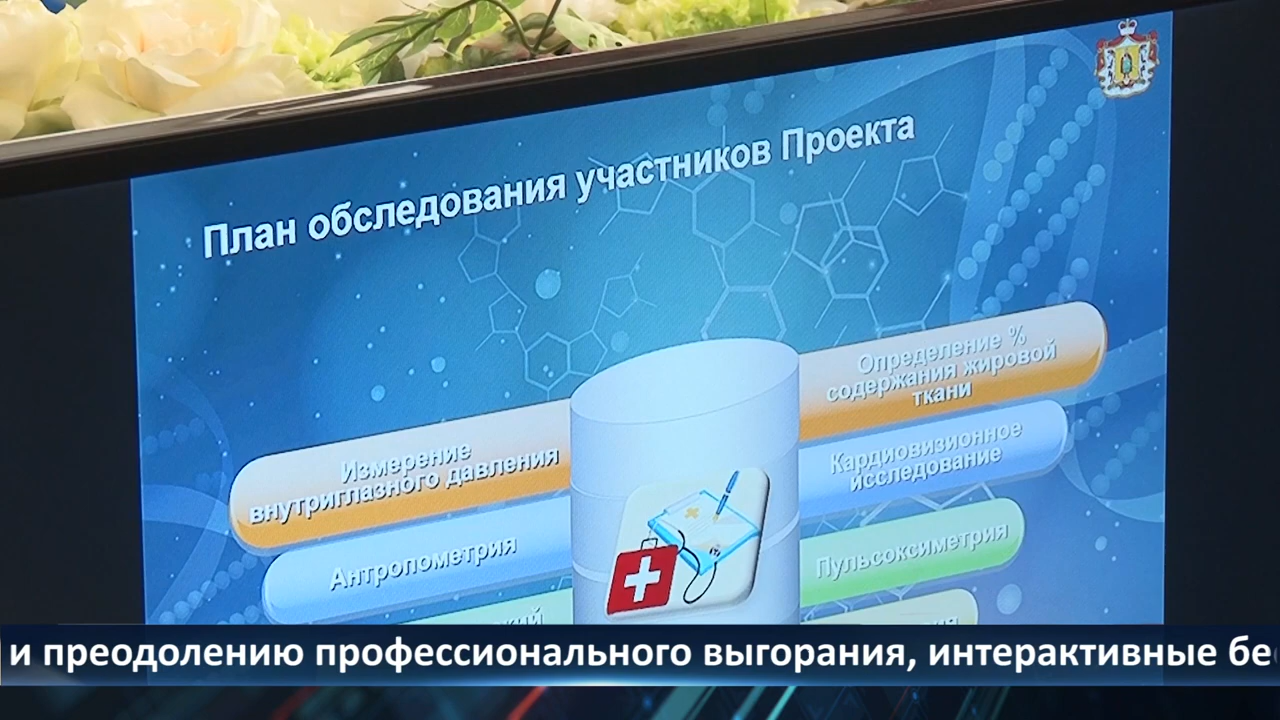 План обследования участников Проекта
Измерение
внутриглазного давления
Антропометрия
Определение %
содержания жировой
ткани
Кардиовизионное
исследование
Пульсоксиметрия
и преодолению профессионального выгорания, интерактивные бе